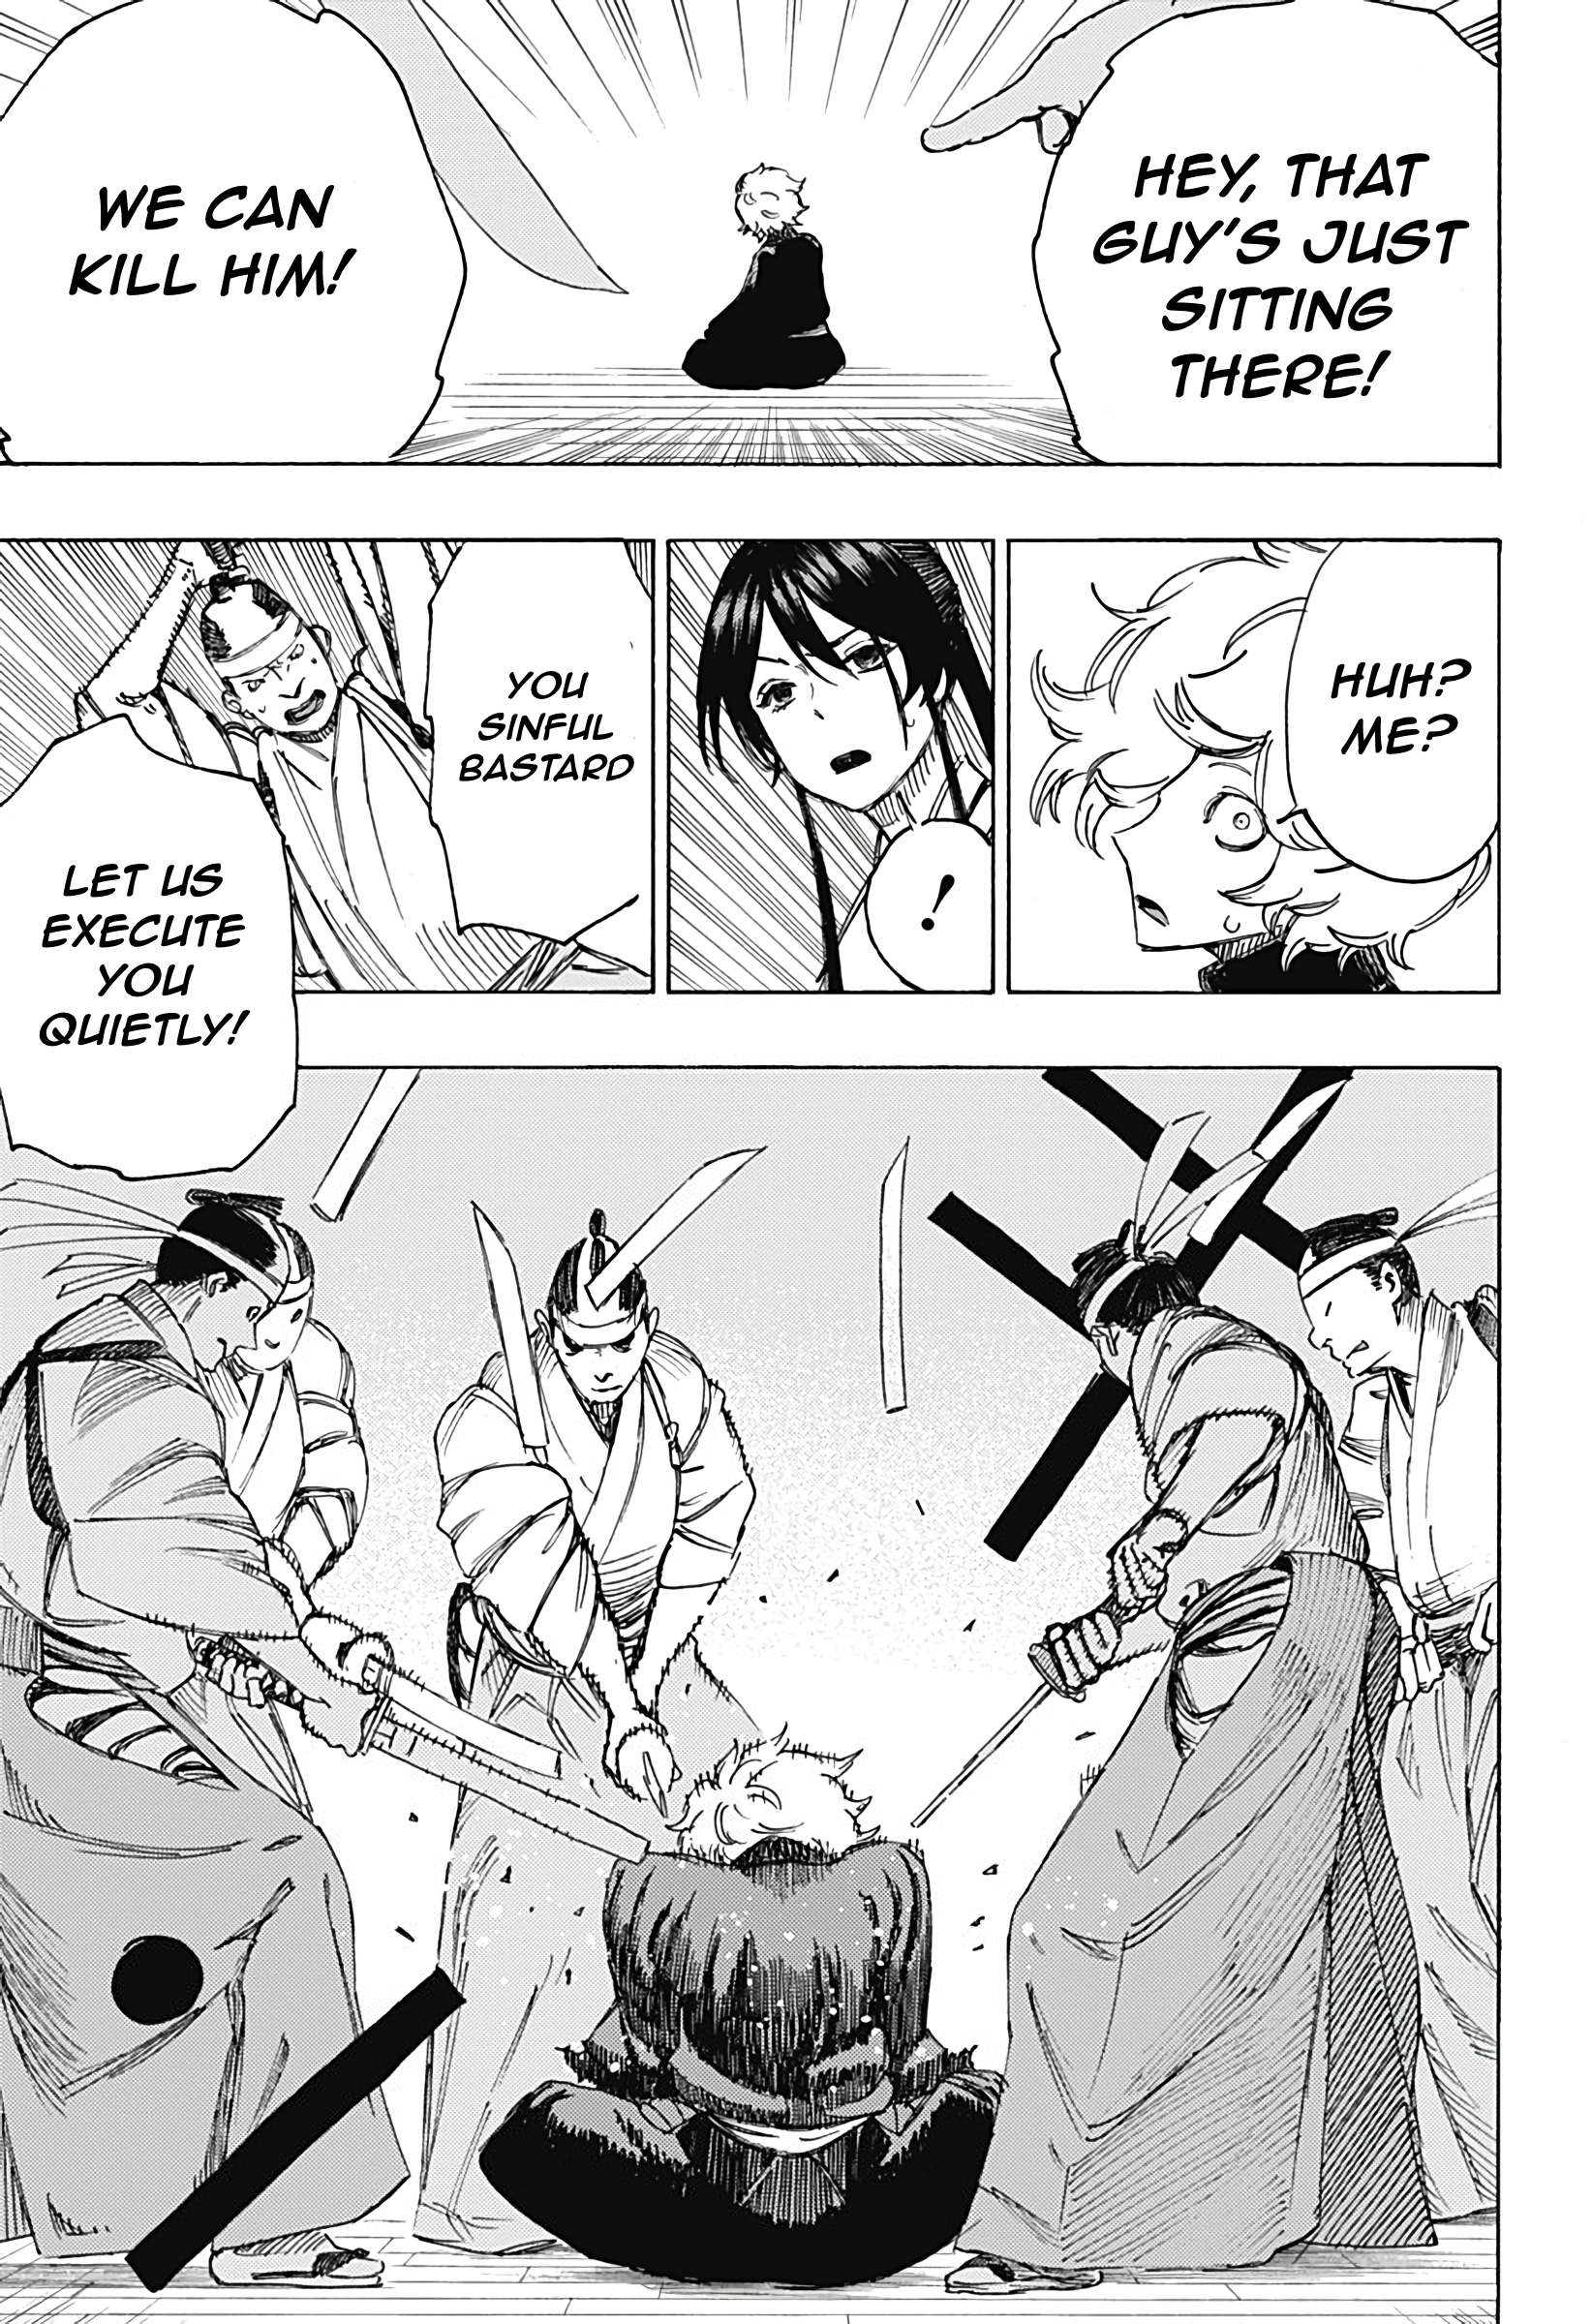 HEY, THAT
GUY'S JUST
SITTING
THERE!
WE CAN
KILL HIM!
HUH?
ME?
!
YOU
SINFUL
BASTARD
LET US
EXECUTE
YOU
QUIETLY!